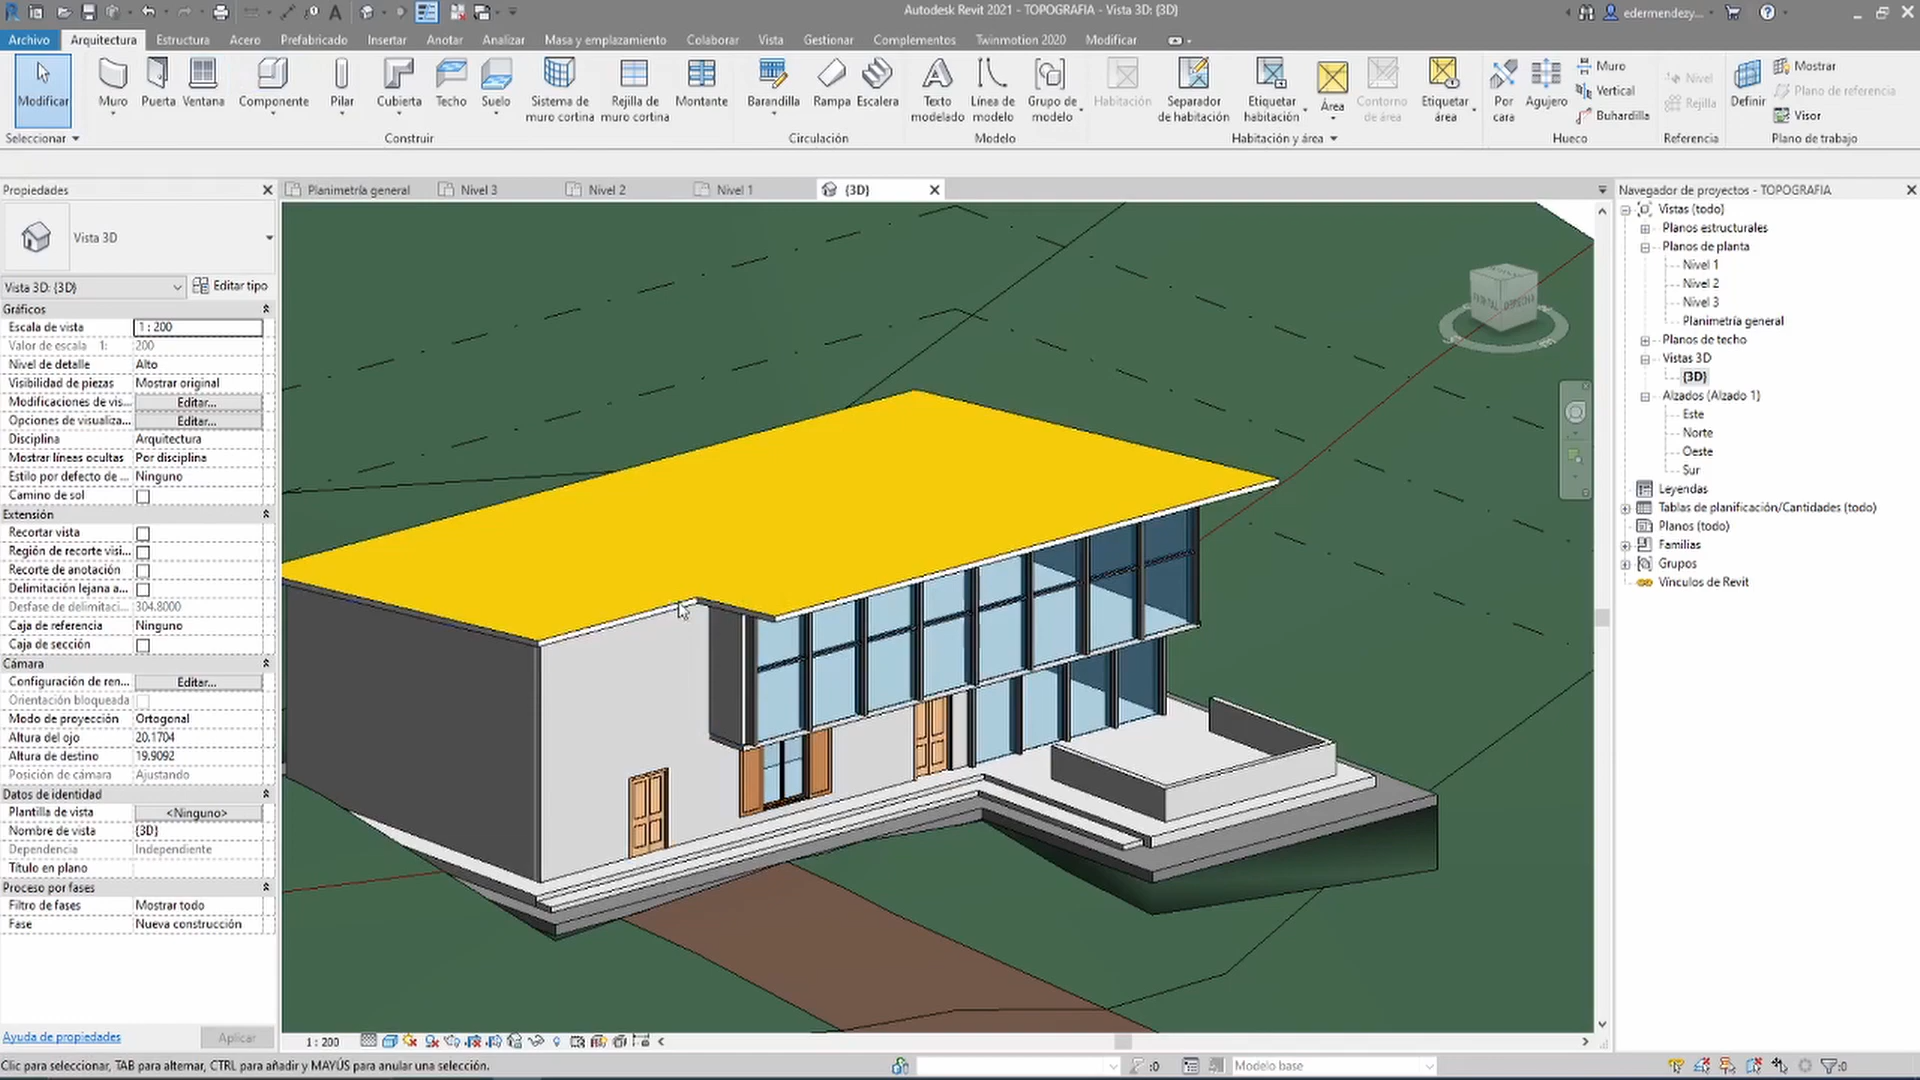 Autodesk Revit 2021 - TOPOGRAFIA - Vista 3D: {3D}
edermendezy...
Archivo Arquitectura Estructura Acero Prefabricado Insertar Anotar Analizar Masa y emplazamiento Colaborar Vista Gestionar Complementos Twinmotion 2020 Modificar
Modificar
Muro
Puerta
Ventana
Componente
Pilar
Cubierta
Techo
Suelo
Sistema de muro cortina
Rejilla de muro cortina
Montante
Barandilla
Rampa
Escalera
Texto modelado
Línea de modelo
Grupo de modelo
Habitación
Separador de habitación
Etiquetar habitación
Área
Contorno de área
Etiquetar área
Por cara
Agujero
Muro
Vertical
Buhardilla
Nivel
Rejilla
Definir
Mostrar
Plano de referencia
Visor
Seleccionar
Construir
Circulación
Modelo
Habitación y área
Hueco
Referencia
Plano de trabajo
Propiedades
Planimetría general
Nivel 3
Nivel 2
Nivel 1
{3D}
Navegador de proyectos - TOPOGRAFIA
Vista 3D
Vista 3D: {3D}
Editar tipo
Gráficos
Escala de vista 1 : 200
Valor de escala 1: 200
Nivel de detalle Alto
Visibilidad de piezas Mostrar original
Modificaciones de vis... Editar...
Opciones de visualiza... Editar...
Disciplina Arquitectura
Mostrar líneas ocultas Por disciplina
Estilo por defecto de ... Ninguno
Camino de sol
Extensión
Recortar vista
Región de recorte visi...
Recorte de anotación
Delimitación lejana a...
Desfase de delimitaci... 304.8000
Caja de referencia Ninguno
Caja de sección
Cámara
Configuración de ren... Editar...
Orientación bloqueada
Modo de proyección Ortogonal
Altura del ojo 20.1704
Altura de destino 19.9092
Posición de cámara Ajustando
Datos de identidad
Plantilla de vista <Ninguno>
Nombre de vista {3D}
Dependencia Independiente
Título en plano
Proceso por fases
Filtro de fases Mostrar todo
Fase Nueva construcción
Ayuda de propiedades
Aplicar
DERECHA
Vistas (todo)
Planos estructurales
Planos de planta
Nivel 1
Nivel 2
Nivel 3
Planimetría general
Planos de techo
Vistas 3D
{3D}
Alzados (Alzado 1)
Este
Norte
Oeste
Sur
Leyendas
Tablas de planificación/Cantidades (todo)
Planos (todo)
Familias
Grupos
Vínculos de Revit
1 : 200
Clic para seleccionar, TAB para alternar, CTRL para añadir y MAYÚS para anular una selección.
:0
Modelo base
:0